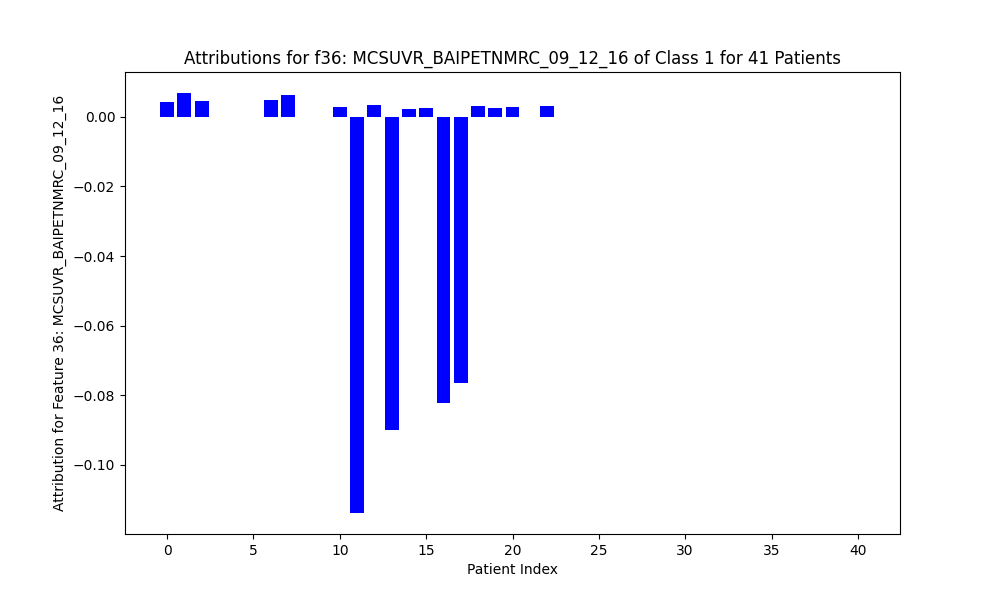 Attributions for f36: MCSUVR_BAIPETNMRC_09_12_16 of Class 1 for 41 Patients
Attribution for Feature 36: MCSUVR_BAIPETNMRC_09_12_16
0.00
−0.02
−0.04
−0.06
−0.08
−0.10
0 5 10 15 20 25 30 35 40
Patient Index